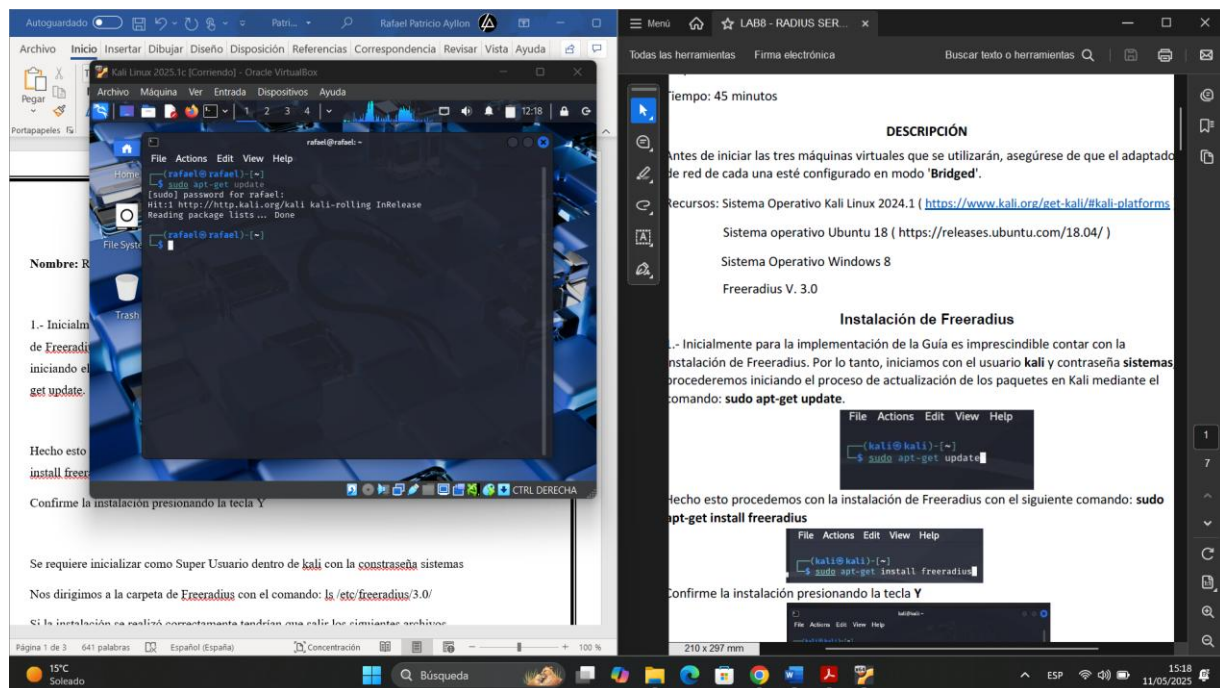 Autoguardado
Patri...
Rafael Patricio Ayllon
Archivo Inicio Insertar Dibujar Diseño Disposición Referencias Correspondencia Revisar Vista Ayuda
Pegar
Portapapeles
Nombre: R
1.- Inicialm
de Freeradi
iniciando el
get update.
Hecho esto
install freer
Confirme la instalación presionando la tecla Y
Se requiere inicializar como Super Usuario dentro de kali con la constraseña sistemas
Nos dirigimos a la carpeta de Freeradius con el comando: ls /etc/freeradius/3.0/
Si la instalación se realizó correctamente tendrían que salir los siguientes archivos
Página 1 de 3 641 palabras Español (España) Concentración 100 %
Kali Linux 2025.1c [Corriendo] - Oracle VirtualBox
Archivo Máquina Ver Entrada Dispositivos Ayuda
1 2 3 4 12:18
Home
File Syste
Trash
rafael@rafael: ~
File Actions Edit View Help
(rafael㉿rafael)-[~]
$ sudo apt-get update
[sudo] password for rafael:
Hit:1 http://http.kali.org/kali kali-rolling InRelease
Reading package lists... Done
(rafael㉿rafael)-[~]
$
CTRL DERECHA
Menú LAB8 - RADIUS SER...
Todas las herramientas Firma electrónica Buscar texto o herramientas
Tiempo: 45 minutos
DESCRIPCIÓN
Antes de iniciar las tres máquinas virtuales que se utilizarán, asegúrese de que el adaptado
de red de cada una esté configurado en modo 'Bridged'.
Recursos: Sistema Operativo Kali Linux 2024.1 ( https://www.kali.org/get-kali/#kali-platforms
Sistema operativo Ubuntu 18 ( https://releases.ubuntu.com/18.04/ )
Sistema Operativo Windows 8
Freeradius V. 3.0
Instalación de Freeradius
1.- Inicialmente para la implementación de la Guía es imprescindible contar con la
instalación de Freeradius. Por lo tanto, iniciamos con el usuario kali y contraseña sistemas
procederemos iniciando el proceso de actualización de los paquetes en Kali mediante el
comando: sudo apt-get update.
File Actions Edit View Help
(kali㉿kali)-[~]
$ sudo apt-get update
Hecho esto procedemos con la instalación de Freeradius con el siguiente comando: sudo
apt-get install freeradius
File Actions Edit View Help
(kali㉿kali)-[~]
$ sudo apt-get install freeradius
Confirme la instalación presionando la tecla Y
File Actions Edit View Help
210 x 297 mm
1
7
15°C
Soleado
Búsqueda
ESP
15:18
11/05/2025